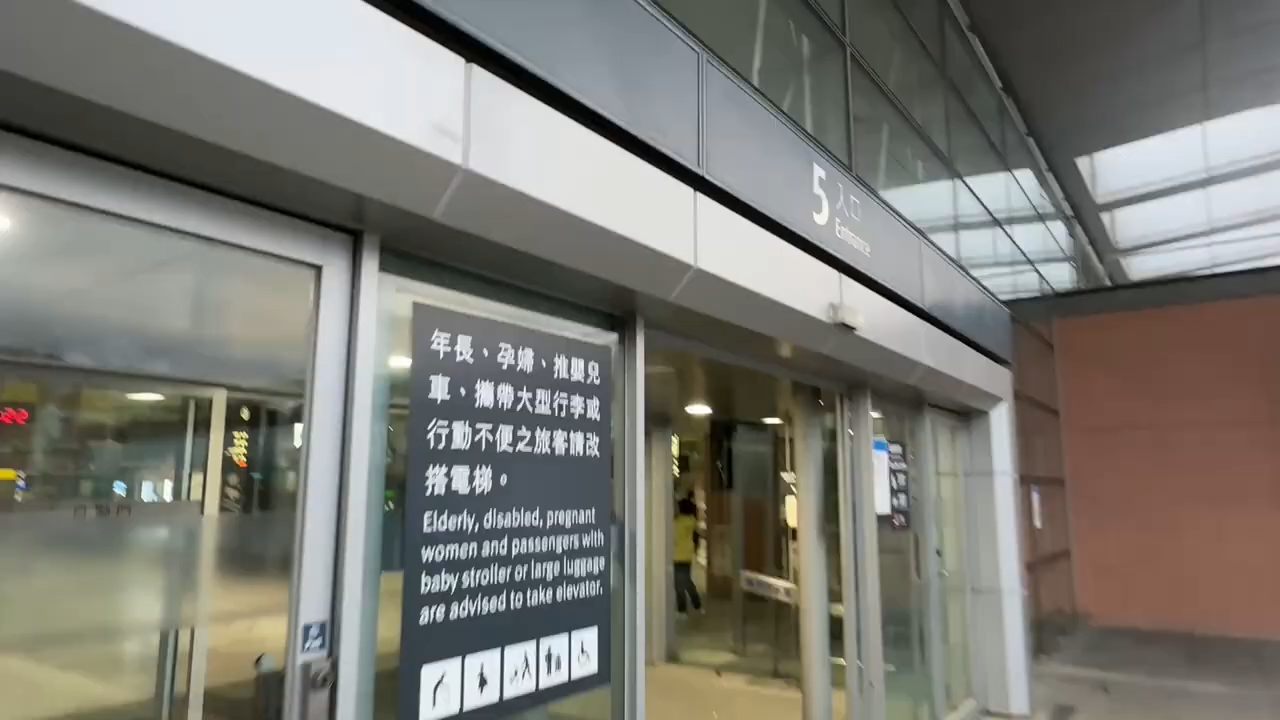 5 入口
Entrance
年長、孕婦、推嬰兒
車、攜帶大型行李或
行動不便之旅客請改
搭電梯。
Elderly, disabled, pregnant
women and passengers with
baby stroller or large luggage
are advised to take elevator.